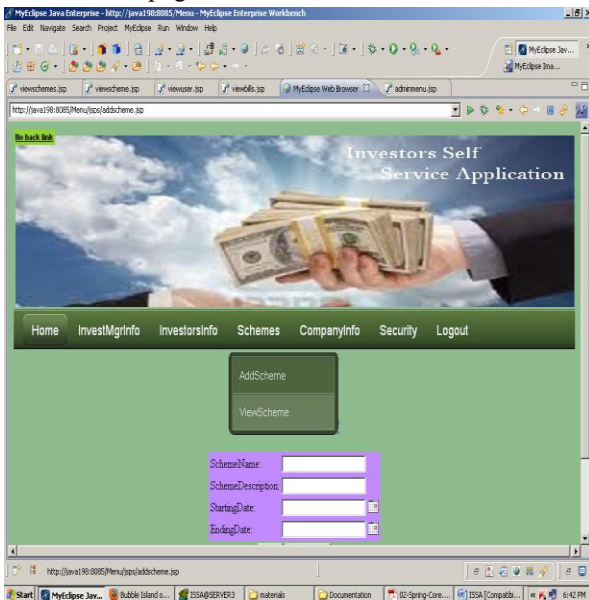 MyEclipse Java Enterprise - http://java198:8085/Menu - MyEclipse Enterprise Workbench
File Edit Navigate Search Project MyEclipse Run Window Help
MyEclipse Jav...
MyEclipse Ima...
viewschemes.jsp viewscheme.jsp viewuser.jsp viewbills.jsp MyEclipse Web Browser adminmenu.jsp
http://java198:8085/Menu/jsps/addscheme.jsp
No back link
Investors Self
Service Application
Home InvestMgrInfo InvestorsInfo Schemes CompanyInfo Security Logout
AddScheme
ViewScheme
SchemeName:
SchemeDescription:
StartingDate:
EndingDate:
http://java198:8085/Menu/jsps/addscheme.jsp
Start MyEclipse Jav... Bubble Island o... ISSA@SERVER3 materials Documentation 02-Spring-Core.... ISSA [Compatibi... 6:42 PM